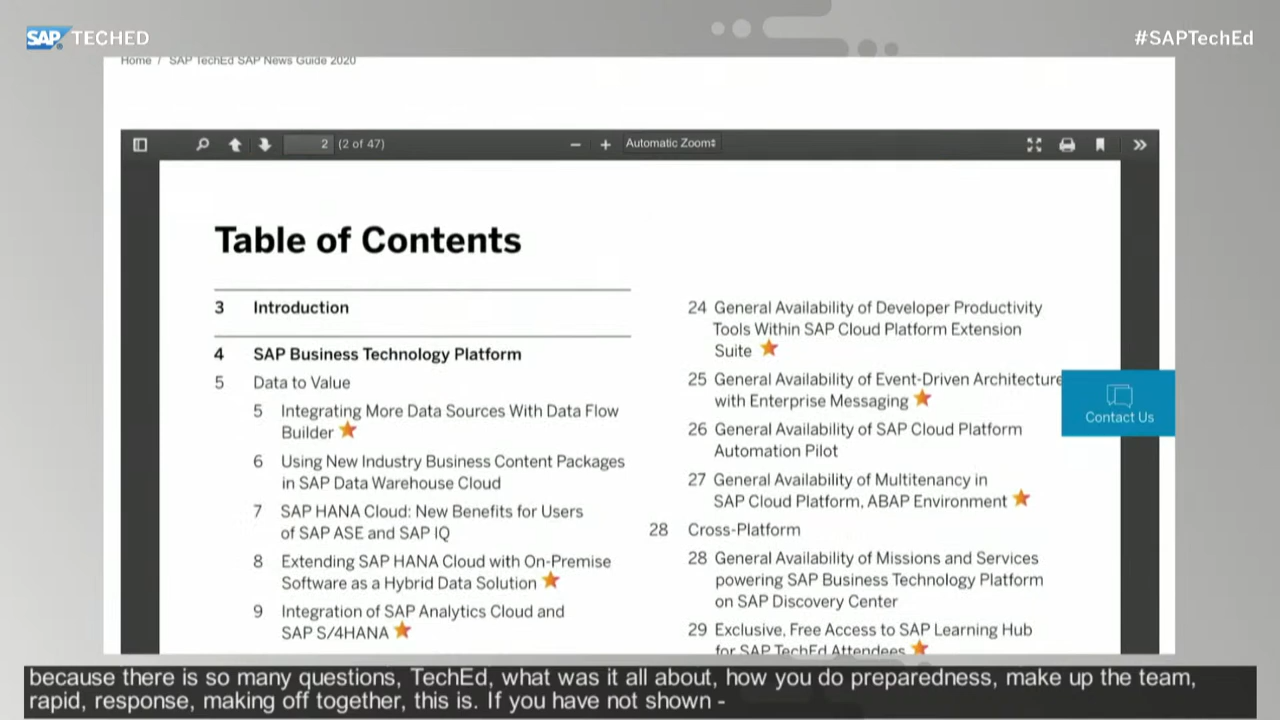 SAP TECHED
#SAPTechEd
Home / SAP TechEd SAP News Guide 2020
2 (2 of 47)
Automatic Zoom
Table of Contents
3 Introduction
4 SAP Business Technology Platform
5 Data to Value
5 Integrating More Data Sources With Data Flow
Builder
6 Using New Industry Business Content Packages
in SAP Data Warehouse Cloud
7 SAP HANA Cloud: New Benefits for Users
of SAP ASE and SAP IQ
8 Extending SAP HANA Cloud with On-Premise
Software as a Hybrid Data Solution
9 Integration of SAP Analytics Cloud and
SAP S/4HANA
24 General Availability of Developer Productivity
Tools Within SAP Cloud Platform Extension
Suite
25 General Availability of Event-Driven Architecture
with Enterprise Messaging
26 General Availability of SAP Cloud Platform
Automation Pilot
27 General Availability of Multitenancy in
SAP Cloud Platform, ABAP Environment
28 Cross-Platform
28 General Availability of Missions and Services
powering SAP Business Technology Platform
on SAP Discovery Center
29 Exclusive, Free Access to SAP Learning Hub
for SAP TechEd Attendees
Contact Us
because there is so many questions, TechEd, what was it all about, how you do preparedness, make up the team,
rapid, response, making off together, this is. If you have not shown -